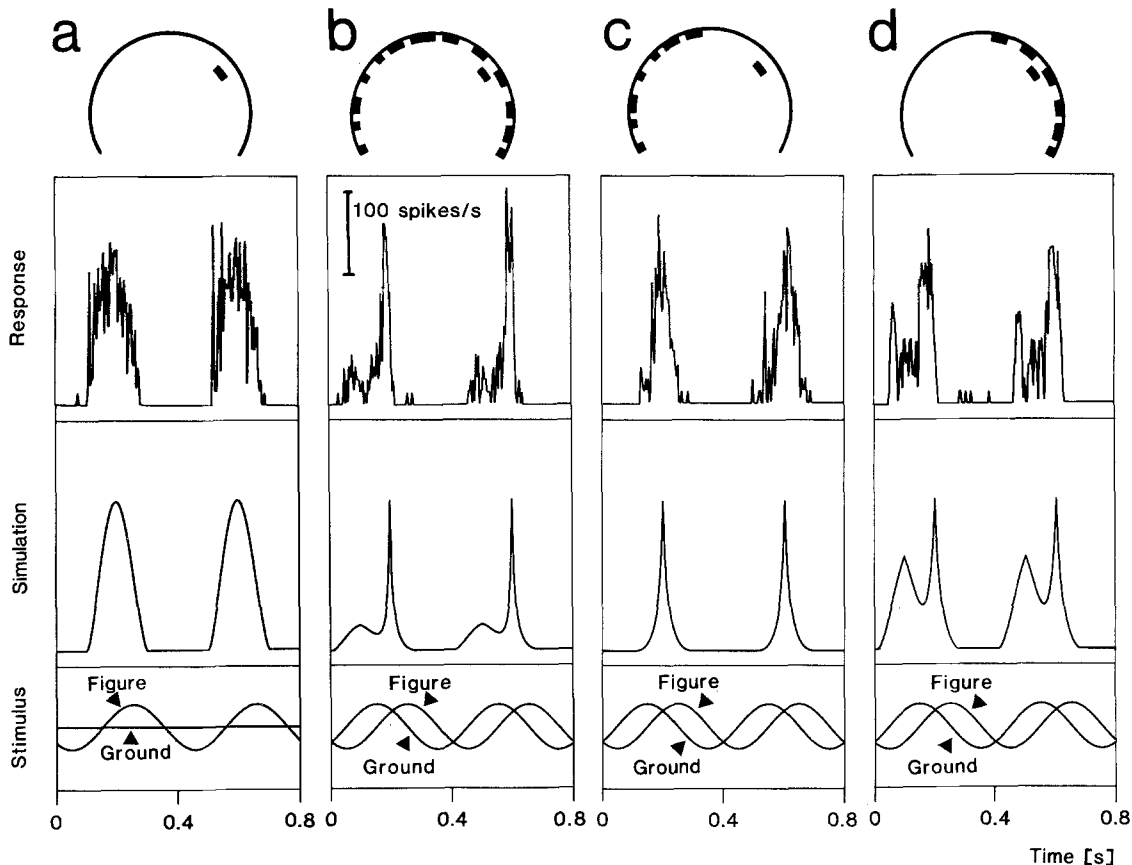 a b c d
Response
100 spikes/s
Simulation
Stimulus
Figure
Ground
Figure
Ground
Figure
Ground
Figure
Ground
0 0.4 0.8
0 0.4 0.8
0 0.4 0.8
0 0.4 0.8
Time [s]